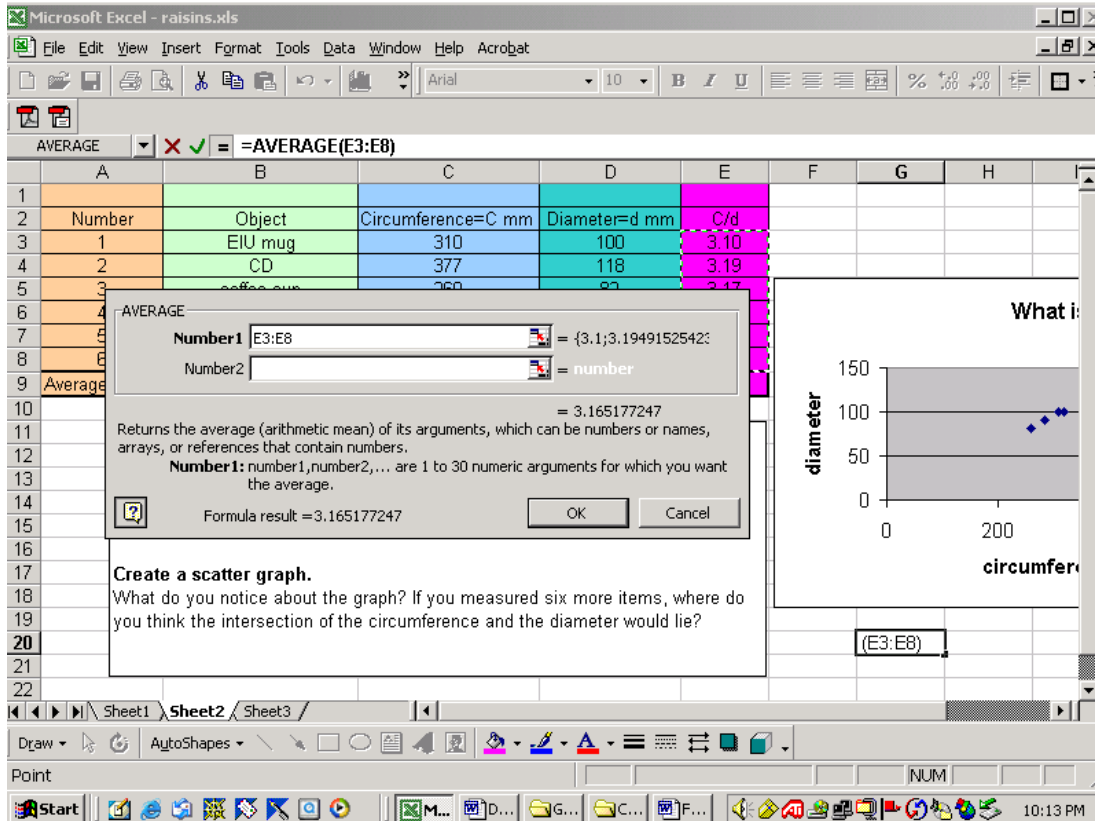 Microsoft Excel - raisins.xls
File Edit View Insert Format Tools Data Window Help Acrobat
Arial 10 B I U
AVERAGE =AVERAGE(E3:E8)
A B C D E F G H
1
2 Number Object Circumference=C mm Diameter=d mm C/d
3 1 EIU mug 310 100 3.10
4 2 CD 377 118 3.19
5 3
6
7
8
9 Average
10
11
12
13
14
15
16
17
18
19
20
21
22
AVERAGE
Number1 E3:E8 = {3.1;3.19491525423
Number2 = number
= 3.165177247
Returns the average (arithmetic mean) of its arguments, which can be numbers or names,
arrays, or references that contain numbers.
Number1: number1,number2,... are 1 to 30 numeric arguments for which you want
the average.
Formula result =3.165177247
OK Cancel
Create a scatter graph.
What do you notice about the graph? If you measured six more items, where do
you think the intersection of the circumference and the diameter would lie?
What
150
100
50
0
diameter
0 200
(E3:E8)
Sheet1 Sheet2 Sheet3
Draw AutoShapes
Point NUM
Start M... D... G... C... F... 10:13 PM